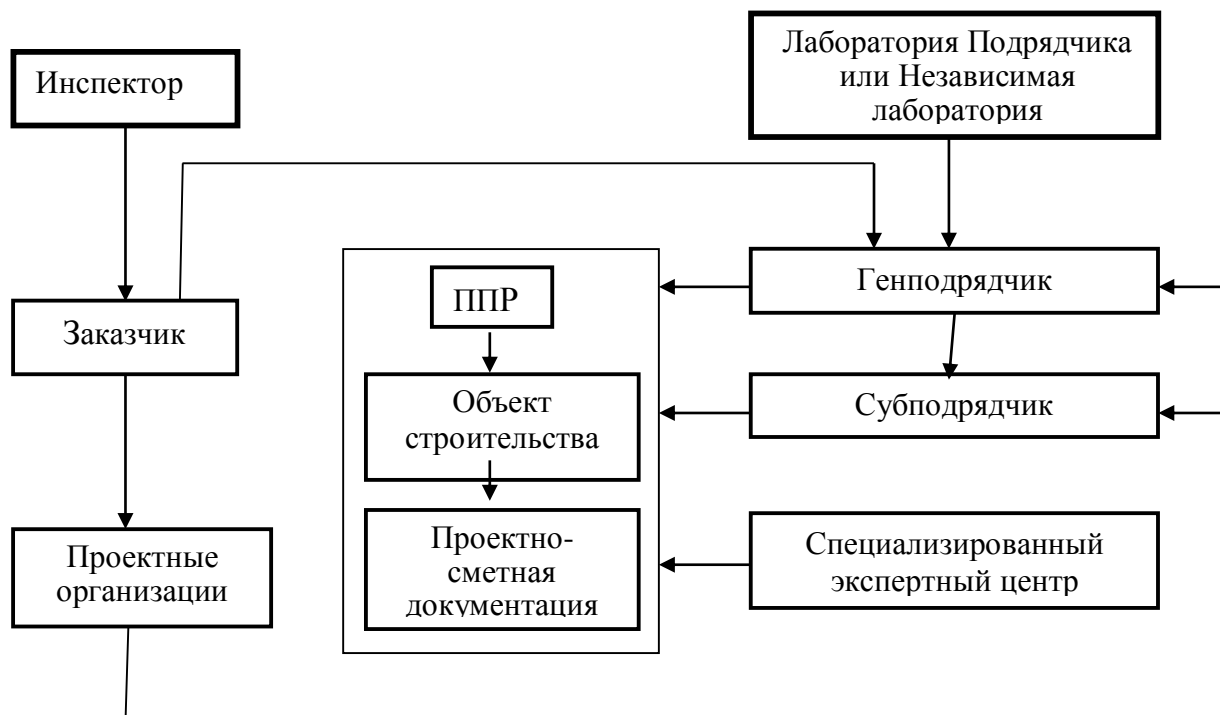 Инспектор
Лаборатория Подрядчика
или Независимая
лаборатория
ППР
Генподрядчик
Заказчик
Объект
строительства
Субподрядчик
Проектные
организации
Проектно-
сметная
документация
Специализированный
экспертный центр